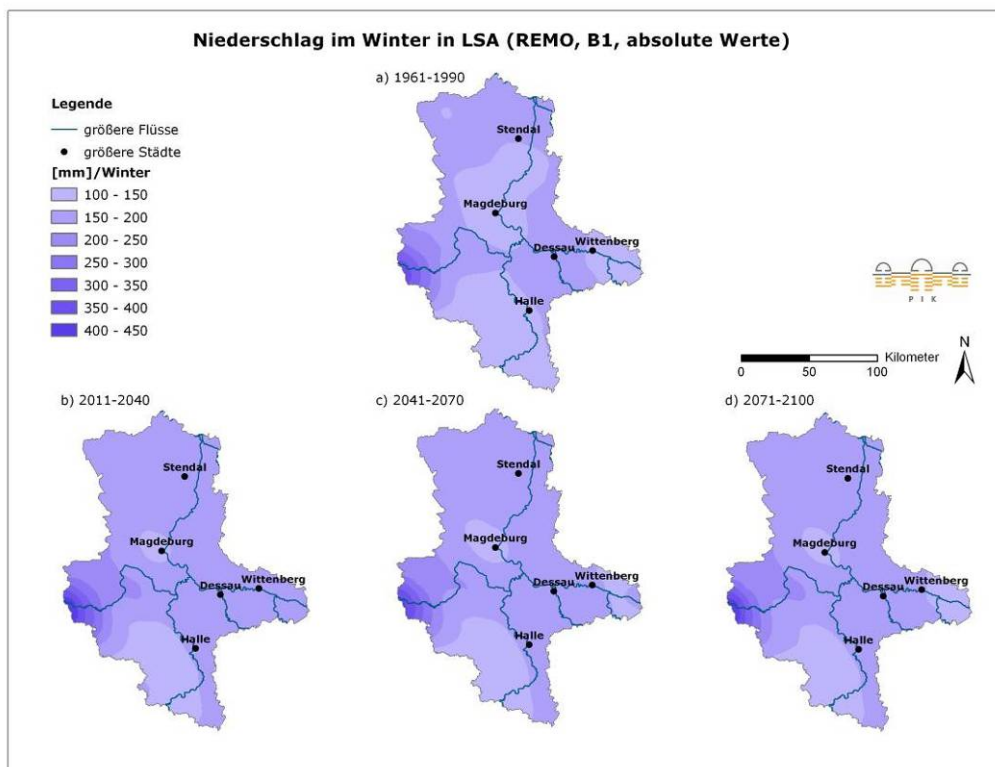 Niederschlag im Winter in LSA (REMO, B1, absolute Werte)
a) 1961-1990
Legende
größere Flüsse
größere Städte
[mm]/Winter
100 - 150
150 - 200
200 - 250
250 - 300
300 - 350
350 - 400
400 - 450
Stendal
Magdeburg
Dessau
Wittenberg
Halle
P I K
N
Kilometer
0 50 100
b) 2011-2040
Stendal
Magdeburg
Dessau
Wittenberg
Halle
c) 2041-2070
Stendal
Magdeburg
Dessau
Wittenberg
Halle
d) 2071-2100
Stendal
Magdeburg
Dessau
Wittenberg
Halle